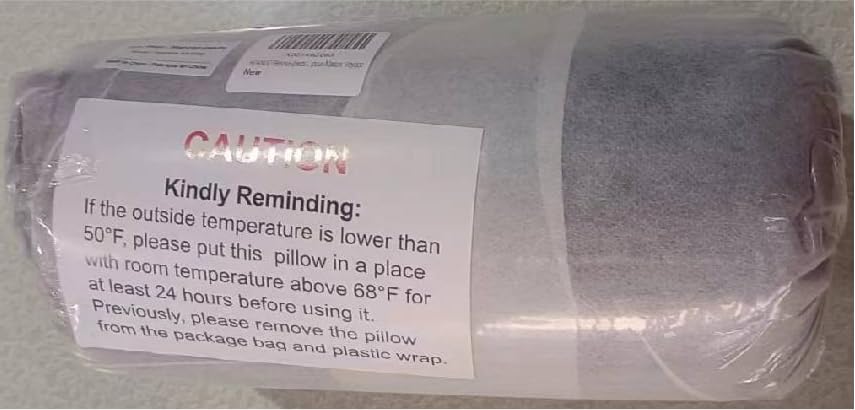 New
CAUTION
Kindly Reminding:
If the outside temperature is lower than
50°F, please put this pillow in a place
with room temperature above 68°F for
at least 24 hours before using it.
Previously, please remove the pillow
from the package bag and plastic wrap.